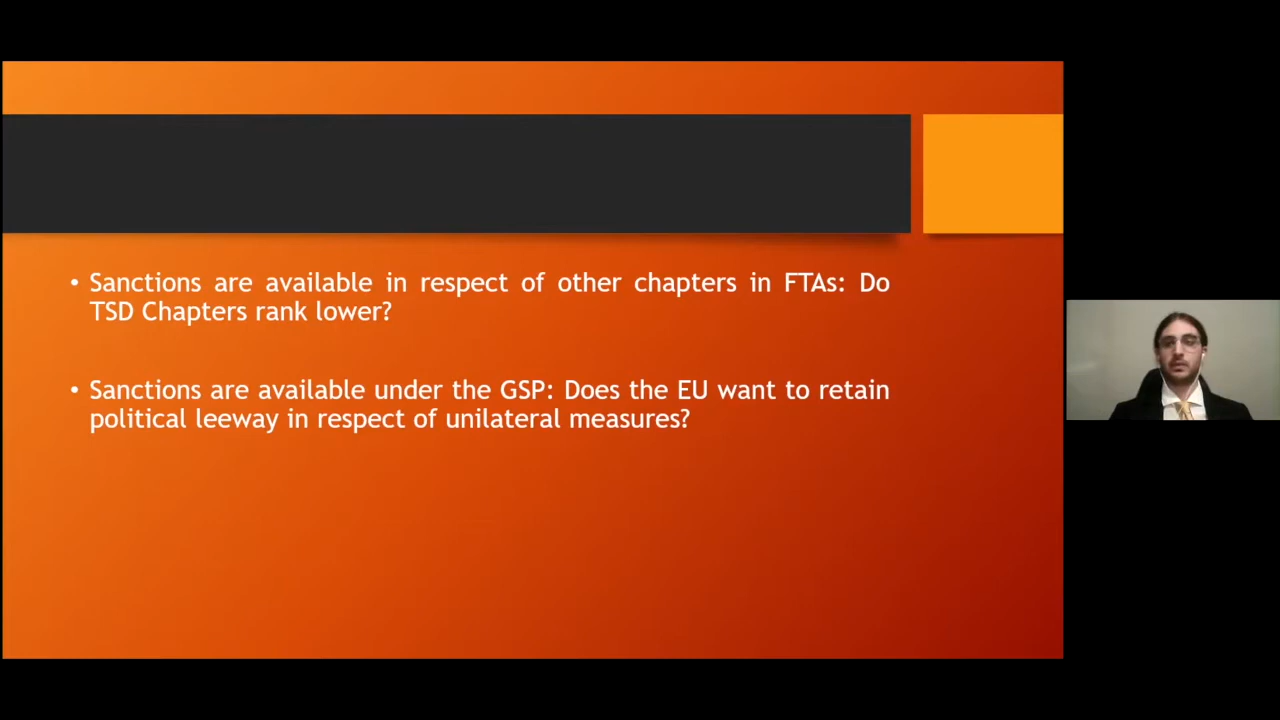 • Sanctions are available in respect of other chapters in FTAs: Do
TSD Chapters rank lower?
• Sanctions are available under the GSP: Does the EU want to retain
political leeway in respect of unilateral measures?